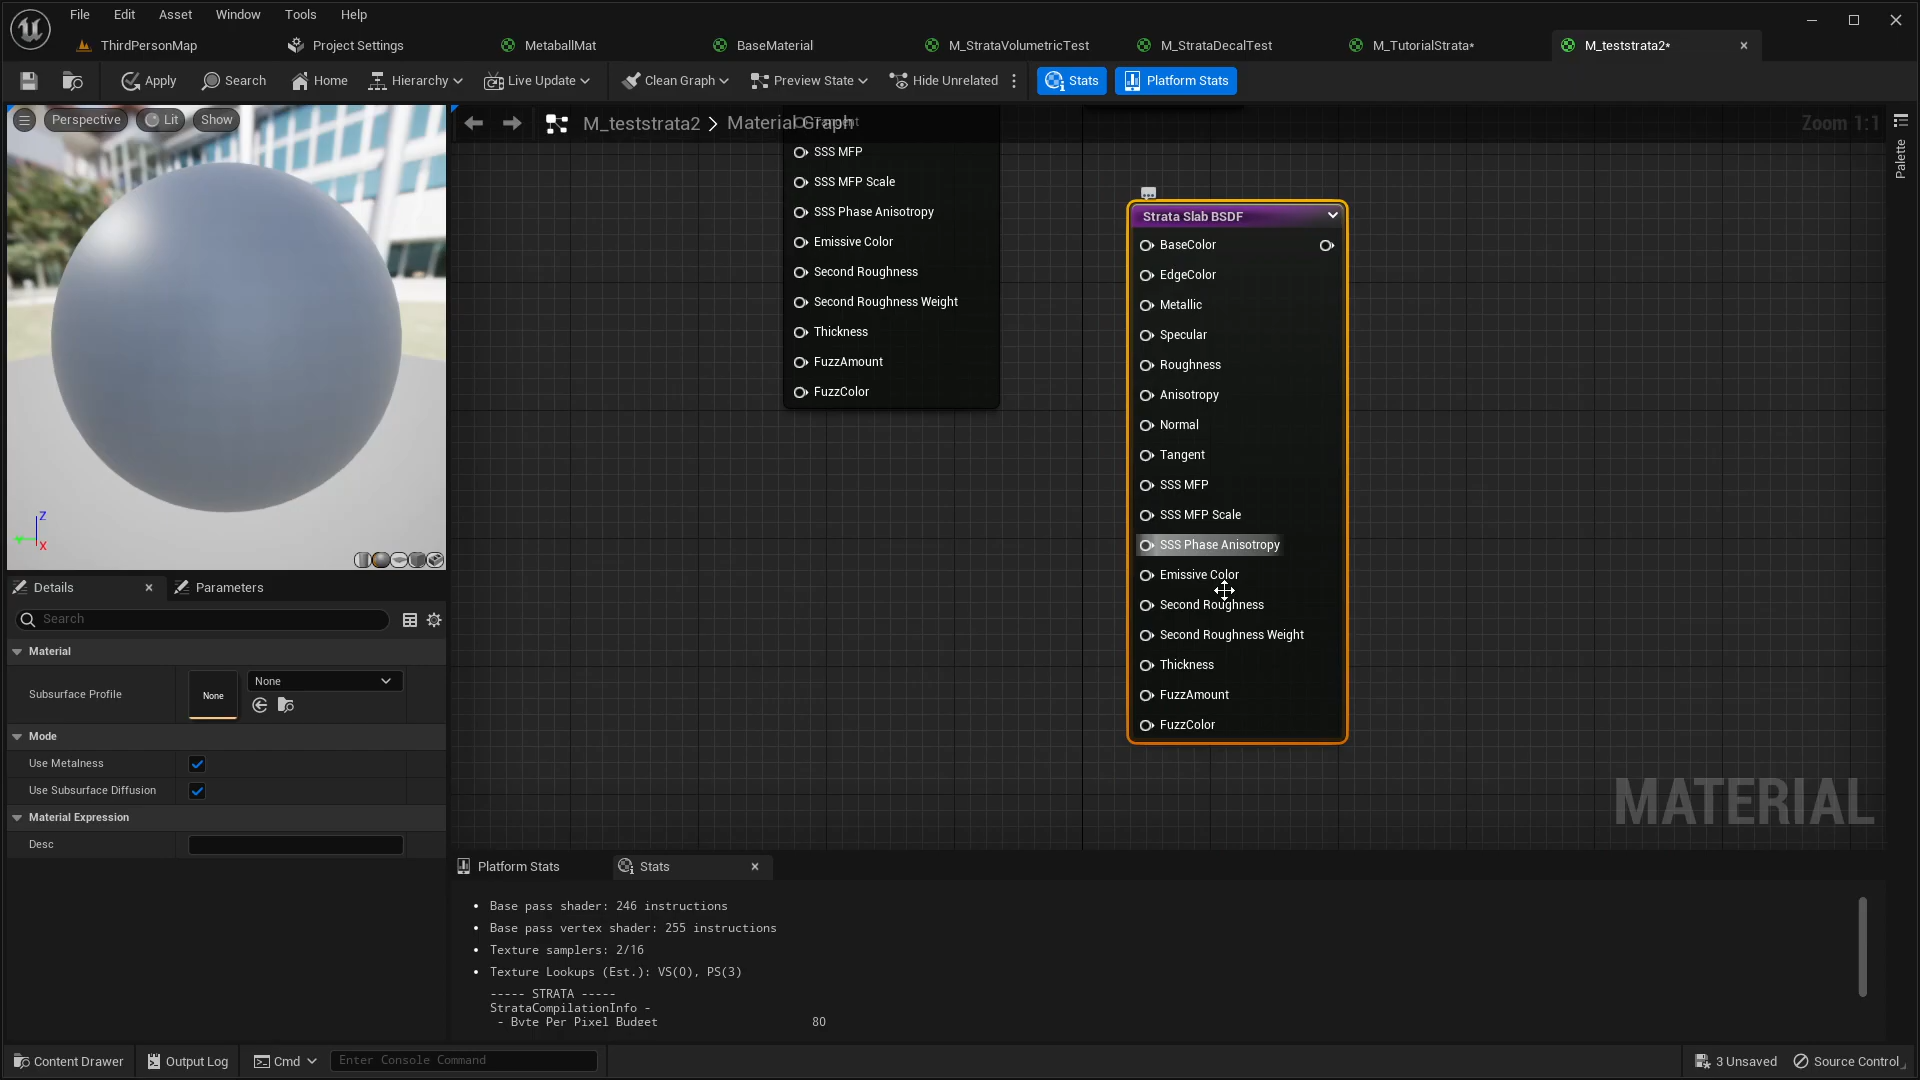 File Edit Asset Window Tools Help
ThirdPersonMap Project Settings MetaballMat BaseMaterial M_StrataVolumetricTest M_StrataDecalTest M_TutorialStrata* M_teststrata2*
Apply Search Home Hierarchy Live Update Clean Graph Preview State Hide Unrelated Stats Platform Stats
Perspective Lit Show
M_teststrata2 > Material Graph
Zoom 1:1
Palette
SSS MFP
SSS MFP Scale
SSS Phase Anisotropy
Emissive Color
Second Roughness
Second Roughness Weight
Thickness
FuzzAmount
FuzzColor
Strata Slab BSDF
BaseColor
EdgeColor
Metallic
Specular
Roughness
Anisotropy
Normal
Tangent
SSS MFP
SSS MFP Scale
SSS Phase Anisotropy
Emissive Color
Second Roughness
Second Roughness Weight
Thickness
FuzzAmount
FuzzColor
MATERIAL
Z
X
Details Parameters
Search
Material
Subsurface Profile None None
Mode
Use Metalness
Use Subsurface Diffusion
Material Expression
Desc
Platform Stats Stats
• Base pass shader: 246 instructions
• Base pass vertex shader: 255 instructions
• Texture samplers: 2/16
• Texture Lookups (Est.): VS(0), PS(3)
----- STRATA -----
StrataCompilationInfo -
- Byte Per Pixel Budget 80
Content Drawer Output Log Cmd Enter Console Command 3 Unsaved Source Control